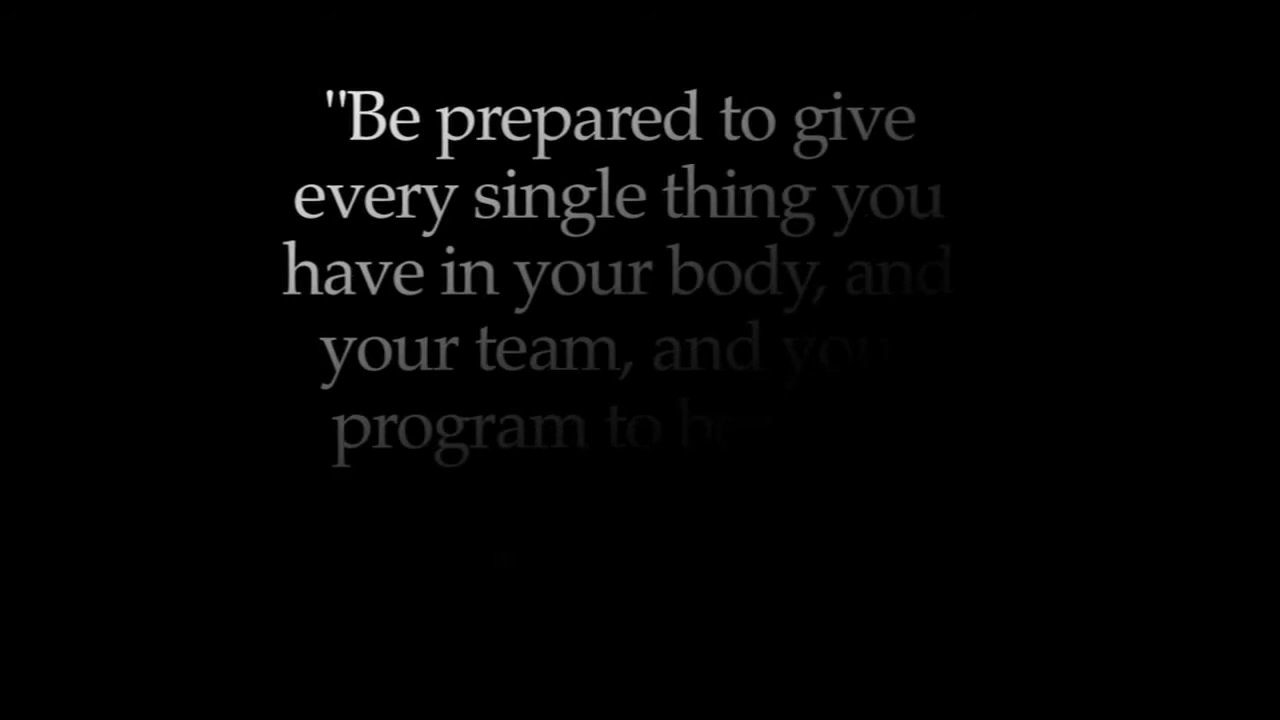 "Be prepared to give
every single thing you
have in your body, and
your team, and you
program to